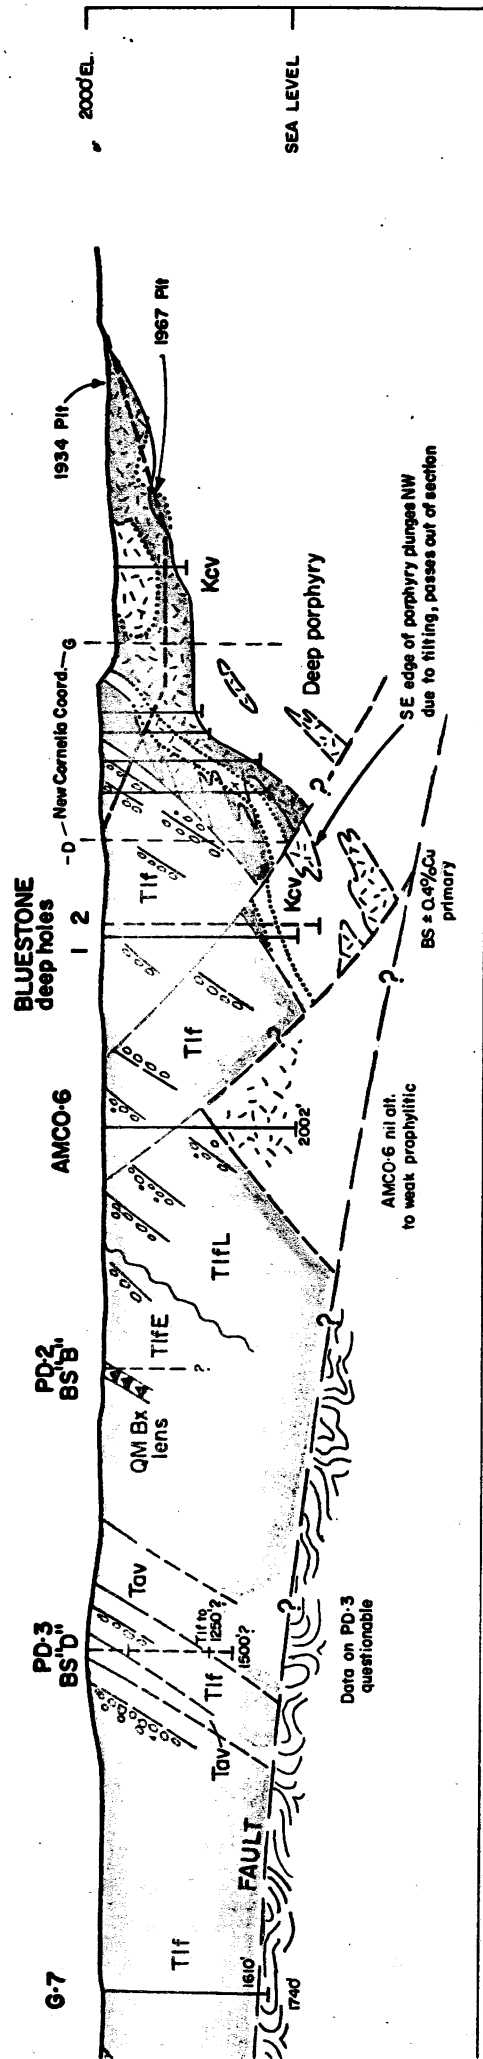 2000' EL.
SEA LEVEL
1934 Pit
1967 Pit
Kcv
Deep porphyry
SE edge of porphyry plunges NW
due to tilting, passes out of section
-D-New Cornelia Coord.-G
BLUESTONE
deep holes
1 2
Tlf
Kcv
?
BS ± 0.4%Cu
primary
?
AMCO-6
Tlf
?
2002'
AMCO-6 nil alt.
to weak prophylitic
TlfL
PD-2
BS"B"
TlfE
?
QM Bx
lens
?
PD-3
BS"D"
Tav
Tlf to
1250'?
1500'?
Tlf
Tav
?
Data on PD-3
questionable
G-7
Tlf
FAULT
1610'
1740'